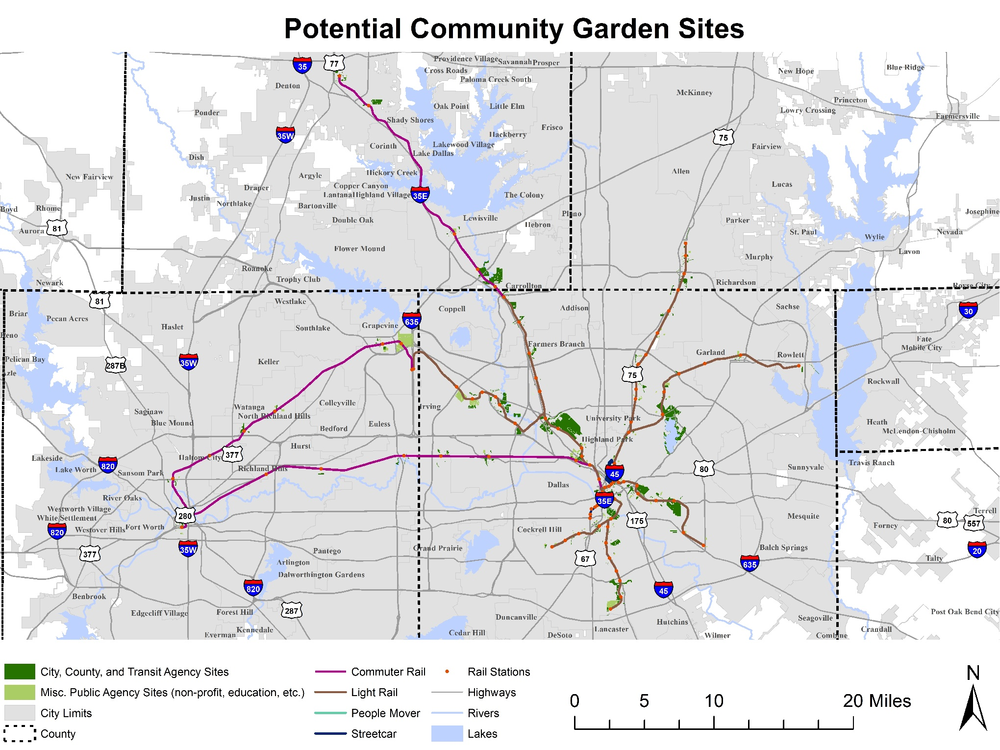 Potential Community Garden Sites
35
77
Providence Village
Savannah
Prosper
Cross Roads
Paloma Creek South
New Hope
Blue Ridge
Denton
McKinney
Princeton
Oak Point
Little Elm
Lowry Crossing
Ponder
Shady Shores
Farmersville
Frisco
35W
Hackberry
75
Corinth
Lakewood Village
Fairview
Lake Dallas
Dish
New Fairview
Argyle
Hickory Creek
Allen
Draper
Copper Canyon
Lucas
Lantana
Highland Village
35E
The Colony
Justin
Northlake
Bartonville
Boyd
Rhome
Plano
Josephine
Double Oak
Lewisville
Hebron
Parker
Aurora
81
St. Paul
Nevada
Wylie
Flower Mound
Lavon
Murphy
Roanoke
Trophy Club
Newark
Carrollton
Richardson
Royse City
81
Westlake
Coppell
Addison
Sachse
30
Briar
Pecan Acres
Haslet
Southlake
Grapevine
635
Reno
Fate
Mobile City
Farmers Branch
Garland
Rowlett
Pelican Bay
287B
35W
Keller
Azle
75
Rockwall
Saginaw
Watauga
Colleyville
Irving
North Richland Hills
Blue Mound
Euless
University Park
Heath
Bedford
McLendon-Chisholm
Hurst
Highland Park
Lakeside
377
Haltom City
820
Travis Ranch
Lake Worth
Sansom Park
Richland Hills
45
80
Sunnyvale
Dallas
River Oaks
35E
Westworth Village
White Settlement
280
175
Mesquite
Terrell
80
557
Forney
820
Westover Hills
Fort Worth
Cockrell Hill
377
35W
Pantego
Grand Prairie
Balch Springs
20
Arlington
67
635
Talty
Dalworthington Gardens
820
45
Benbrook
Edgecliff Village
Forest Hill
287
Duncanville
Seagoville
Post Oak Bend City
Hutchins
Kennedale
Lancaster
Crandall
Everman
Cedar Hill
DeSoto
Wilmer
Combine
City, County, and Transit Agency Sites
Misc. Public Agency Sites (non-profit, education, etc.)
City Limits
County
Commuter Rail
Light Rail
People Mover
Streetcar
Rail Stations
Highways
Rivers
Lakes
0 5 10 20 Miles
N